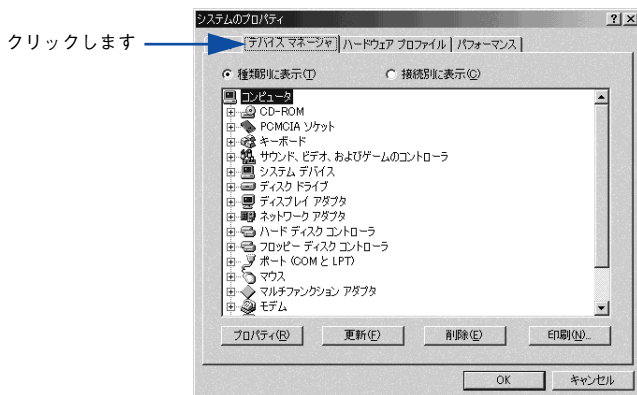 システムのプロパティ
? ×
クリックします
デバイス マネージャ ハードウェア プロファイル パフォーマンス
種類別に表示(T) 接続別に表示(C)
コンピュータ
CD-ROM
PCMCIA ソケット
キーボード
サウンド、ビデオ、およびゲームのコントローラ
システム デバイス
ディスク ドライブ
ディスプレイ アダプタ
ネットワーク アダプタ
ハード ディスク コントローラ
フロッピー ディスク コントローラ
ポート (COM と LPT)
マウス
マルチファンクション アダプタ
モデム
プロパティ(R) 更新(F) 削除(E) 印刷(N)...
OK キャンセル